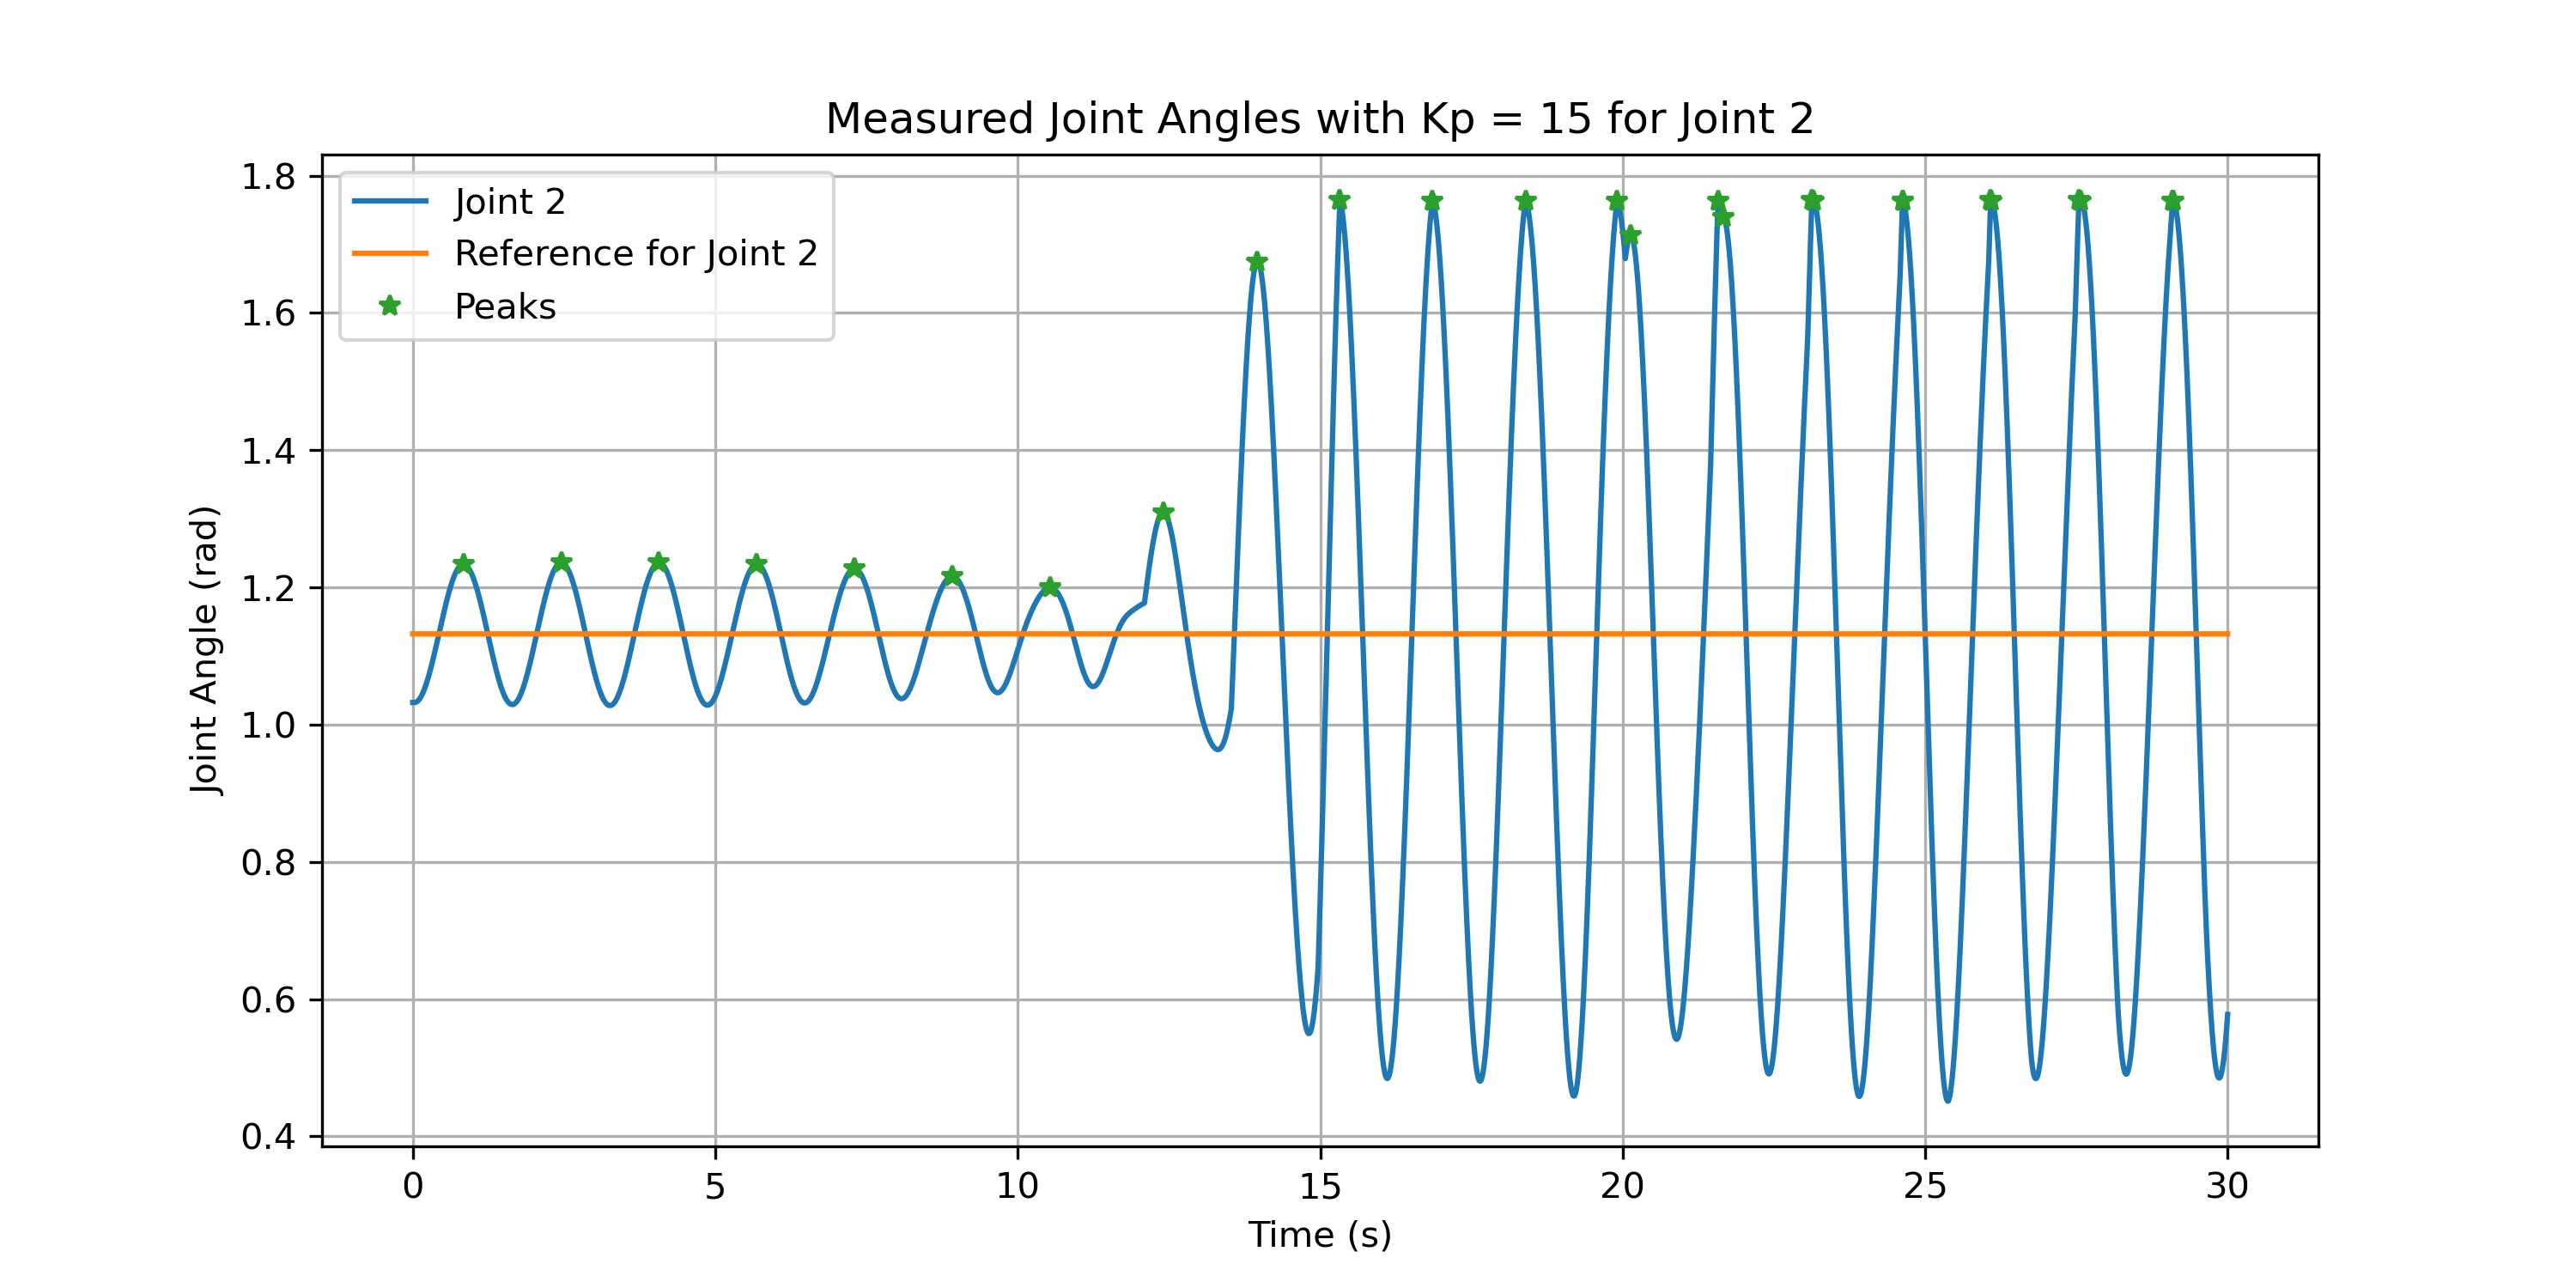 Measured Joint Angles with Kp = 15 for Joint 2
Joint 2
Reference for Joint 2
Peaks
Joint Angle (rad)
1.8
1.6
1.4
1.2
1.0
0.8
0.6
0.4
0 5 10 15 20 25 30
Time (s)